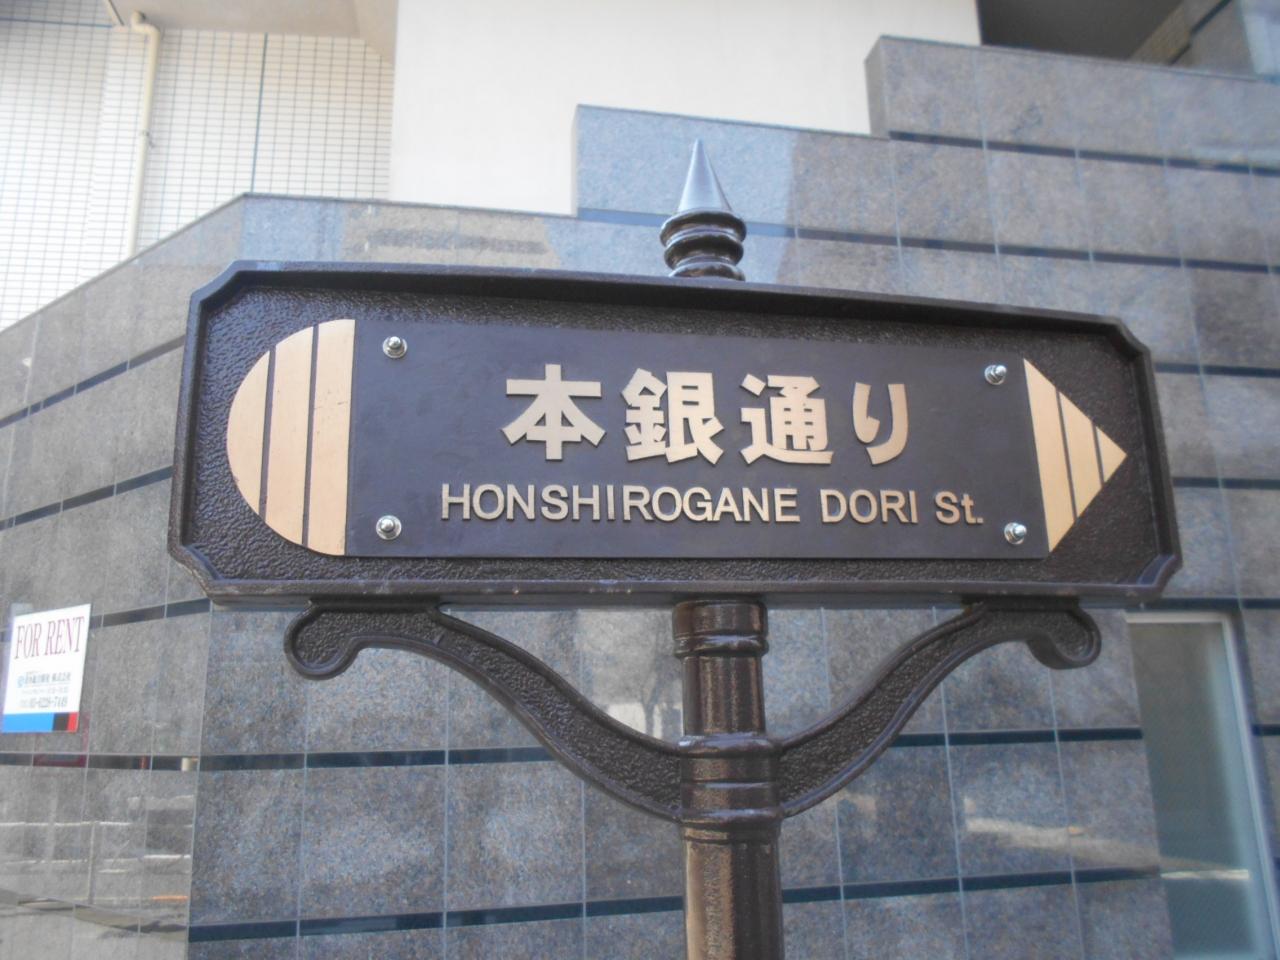 本銀通り
HONSHIROGANE DORI St.
FOR RENT